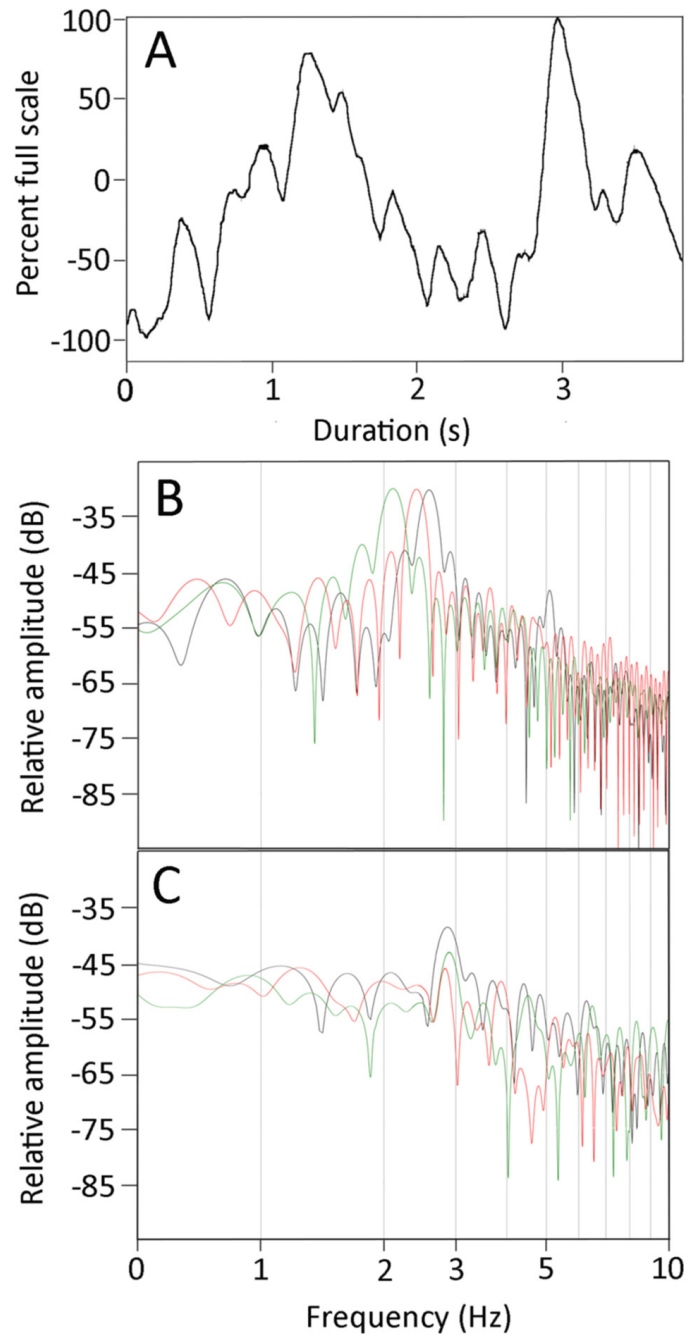 A
100
50
0
-50
-100
Percent full scale
0 1 2 3
Duration (s)
B
-35
-45
-55
-65
-75
-85
Relative amplitude (dB)
C
-35
-45
-55
-65
-75
-85
Relative amplitude (dB)
0 1 2 3 5 10
Frequency (Hz)